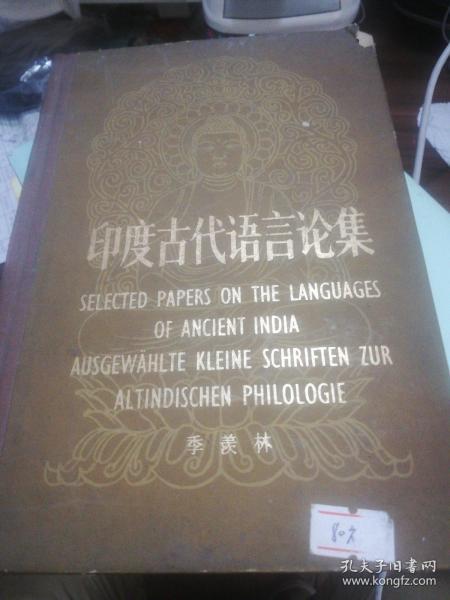 印度古代语言论集
SELECTED PAPERS ON THE LANGUAGES
OF ANCIENT INDIA
AUSGEWÄHLTE KLEINE SCHRIFTEN ZUR
ALTINDISCHEN PHILOLOGIE
季羡林
80元
孔夫子旧书网
www.kongfz.com